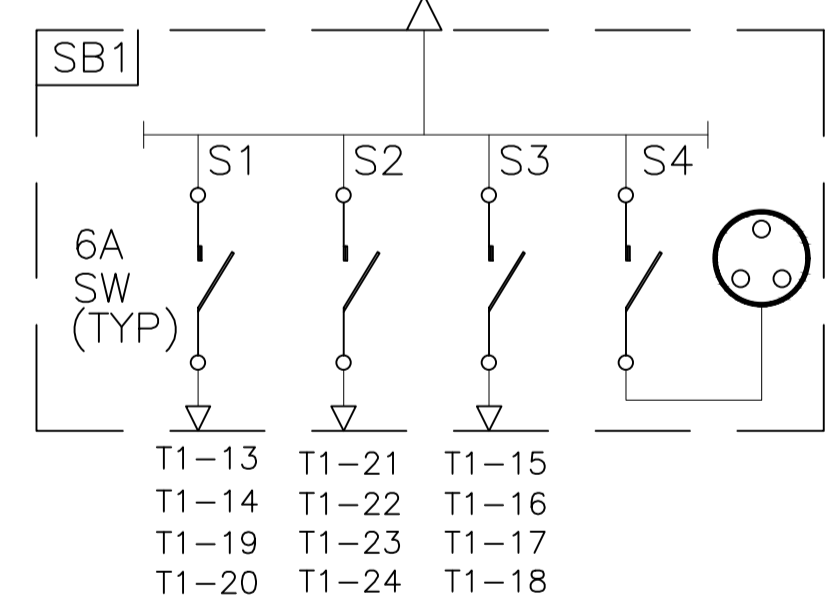 SB1
S1 S2 S3 S4
6A
SW
(TYP)
T1-13 T1-21 T1-15
T1-14 T1-22 T1-16
T1-19 T1-23 T1-17
T1-20 T1-24 T1-18